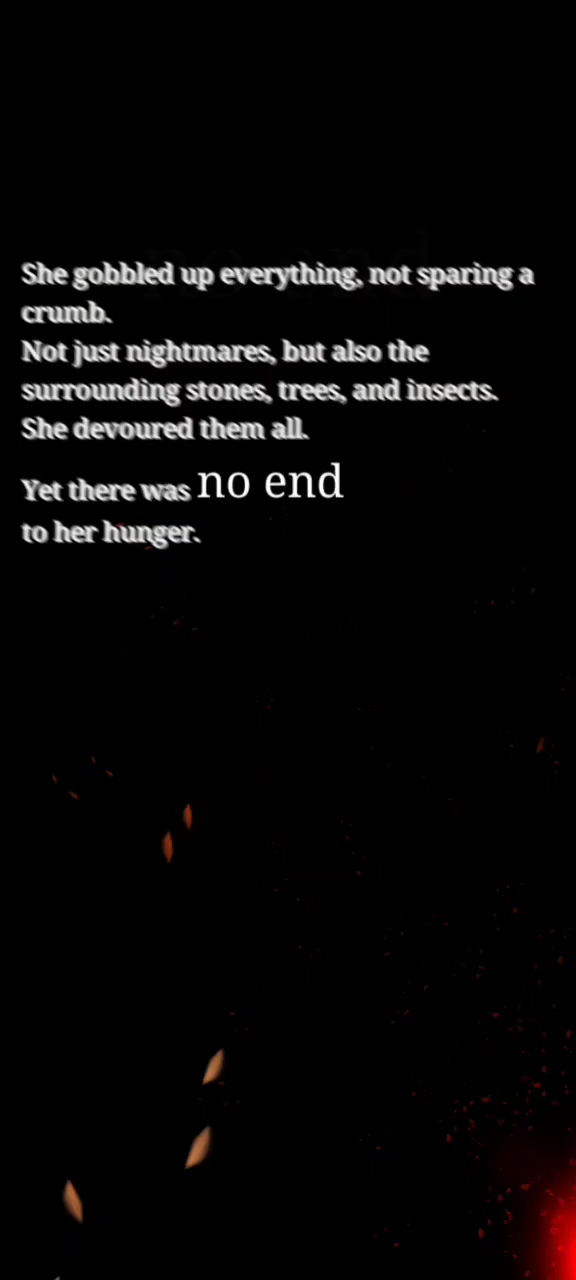 She gobbled up everything, not sparing a
crumb.
Not just nightmares, but also the
surrounding stones, trees, and insects.
She devoured them all.
Yet there was no end
to her hunger.